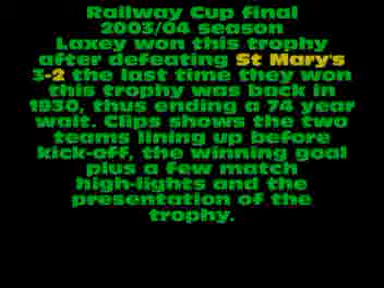 Railway Cup final
2003/04 season
Laxey won this trophy
after defeating St Mary's
3-2 the last time they won
this trophy was back in
1930, thus ending a 74 year
wait. Clips shows the two
teams lining up before
kick-off, the winning goal
plus a few match
high-lights and the
presentation of the
trophy.